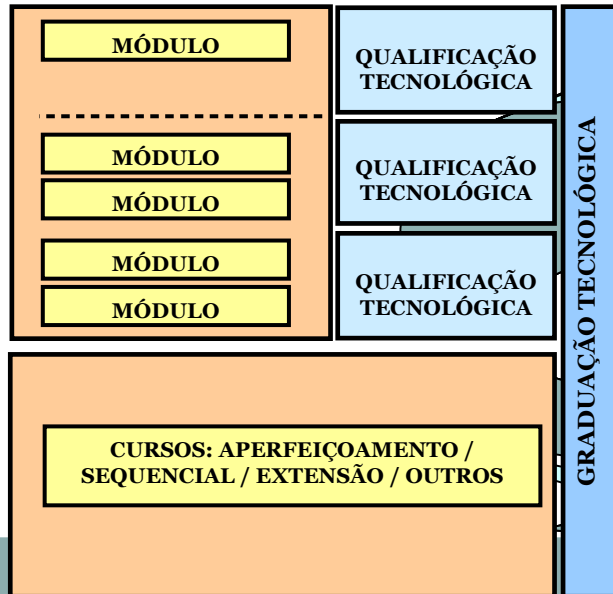 MÓDULO
QUALIFICAÇÃO
TECNOLÓGICA
MÓDULO
MÓDULO
QUALIFICAÇÃO
TECNOLÓGICA
MÓDULO
MÓDULO
QUALIFICAÇÃO
TECNOLÓGICA
GRADUAÇÃO TECNOLÓGICA
CURSOS: APERFEIÇOAMENTO /
SEQUENCIAL / EXTENSÃO / OUTROS